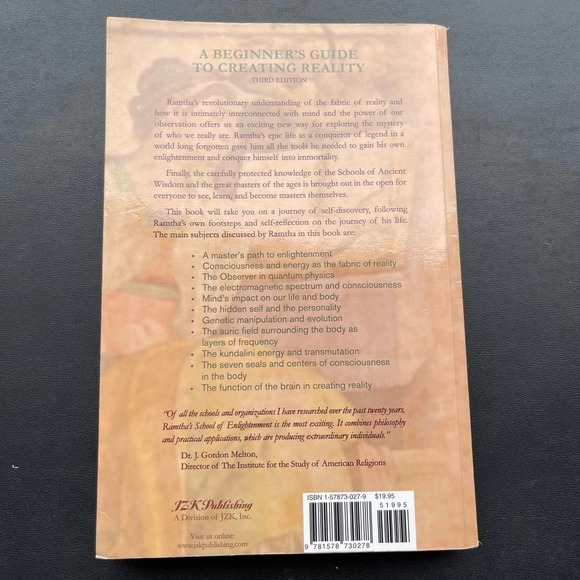 A BEGINNER'S GUIDE
TO CREATING REALITY
THIRD EDITION
Ramtha's revolutionary understanding of the fabric of reality and
how it is intimately interconnected with mind and the power of our
observation offers us an exciting new way for exploring the mystery
of who we really are. Ramtha's epic life as a conqueror of legend in a
world long forgotten gave him all the tools he needed to gain his own
enlightenment and conquer himself into immortality.
Finally, the carefully protected knowledge of the Schools of Ancient
Wisdom and the great masters of the ages is brought out in the open for
everyone to see, learn, and become masters themselves.
This book will take you on a journey of self-discovery, following
Ramtha's own footsteps and self-reflection on the journey of his life.
The main subjects discussed by Ramtha in this book are:
• A master's path to enlightenment
• Consciousness and energy as the fabric of reality
• The Observer in quantum physics
• The electromagnetic spectrum and consciousness
• Mind's impact on our life and body
• The hidden self and the personality
• Genetic manipulation and evolution
• The auric field surrounding the body as
layers of frequency
• The kundalini energy and transmutation
• The seven seals and centers of consciousness
in the body
• The function of the brain in creating reality
"Of all the schools and organizations I have researched over the past twenty years,
Ramtha's School of Enlightenment is the most exciting. It combines philosophy
and practical applications, which are producing extraordinary individuals."
Dr. J. Gordon Melton,
Director of The Institute for the Study of American Religions
JZK Publishing
A Division of JZK, Inc.
Visit us online:
www.jzkpublishing.com
ISBN 1-57873-027-9 $19.95
51995
9 781578 730278